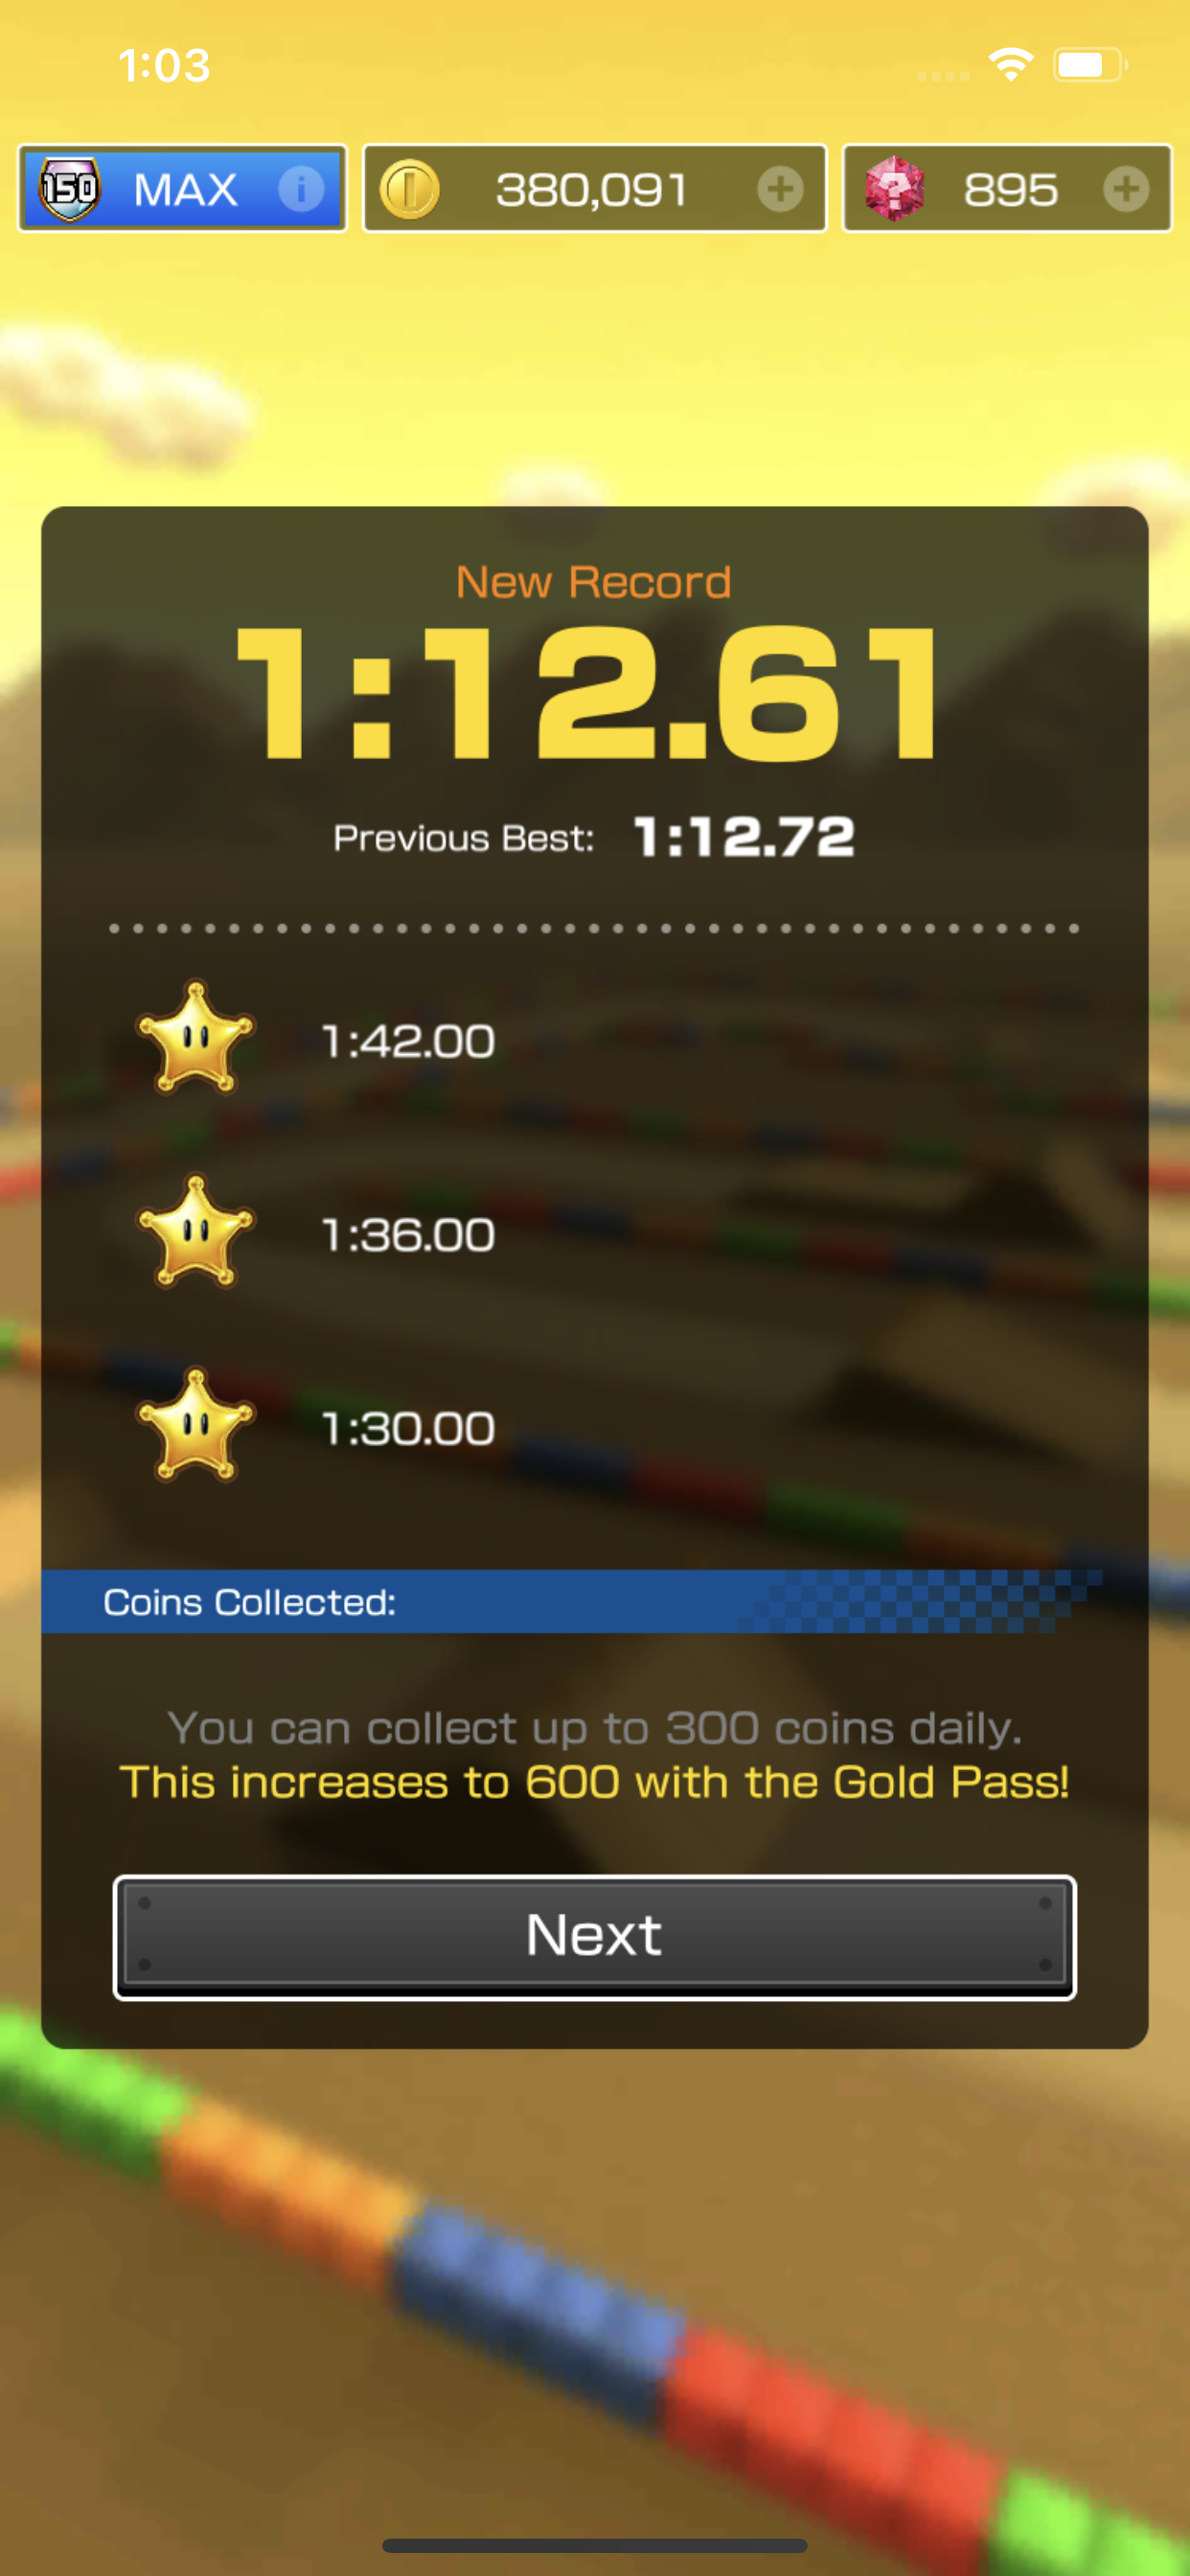 1:03
150 MAX i 380,091 + 895 +
New Record
1:12.61
Previous Best: 1:12.72
1:42.00
1:36.00
1:30.00
Coins Collected:
You can collect up to 300 coins daily.
This increases to 600 with the Gold Pass!
Next